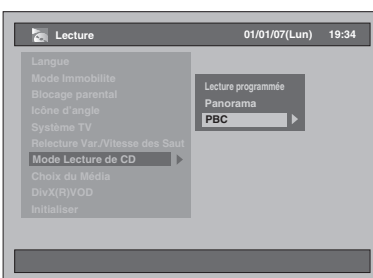 Lecture 01/01/07(Lun) 19:34
Langue
Mode Immobilite
Blocage parental
Icône d'angle
Système TV
Relecture Var./Vitesse des Saut
Mode Lecture de CD
Choix du Média
DivX(R)VOD
Initialiser
Lecture programmée
Panorama
PBC